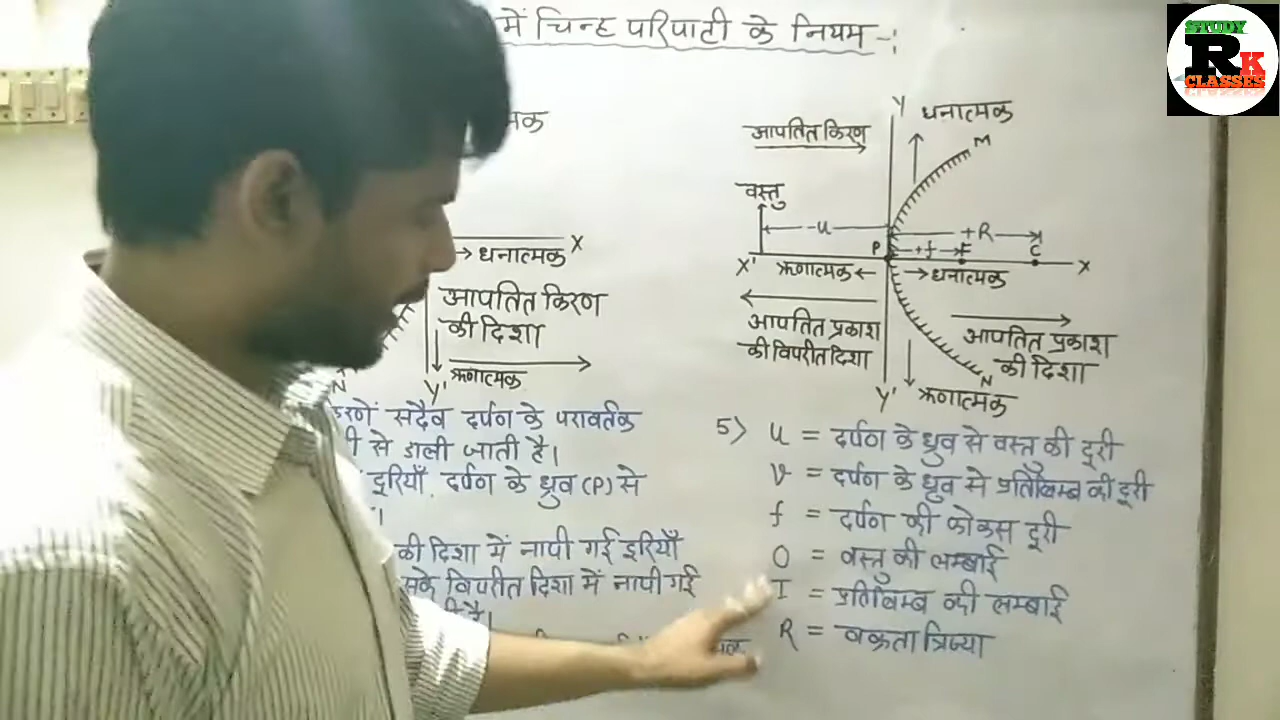 में चिन्ह परिपाटी के नियम -:
STUDY
RK
CLASSES
X
→ धनात्मक
आपतित किरण
की दिशा
ऋणात्मक
Y'
N
Y
धनात्मक
M
आपतित किरण
वस्तु
-u
+R
P
+f
F
C
X'
ऋणात्मक ←
→ धनात्मक
X
आपतित प्रकाश
की विपरीत दिशा
आपतित प्रकाश
की दिशा
N
Y'
ऋणात्मक
सदैव दर्पण के परावर्तक
से डाली जाती है।
दूरियाँ, दर्पण के ध्रुव (P) से
की दिशा में नापी गई दूरियाँ
विपरीत दिशा में नापी गई
है।
5) u = दर्पण के ध्रुव से वस्तु की दूरी
v = दर्पण के ध्रुव से प्रतिबिम्ब की दूरी
f = दर्पण की फोकस दूरी
O = वस्तु की लम्बाई
I = प्रतिबिम्ब की लम्बाई
R = वक्रता त्रिज्या